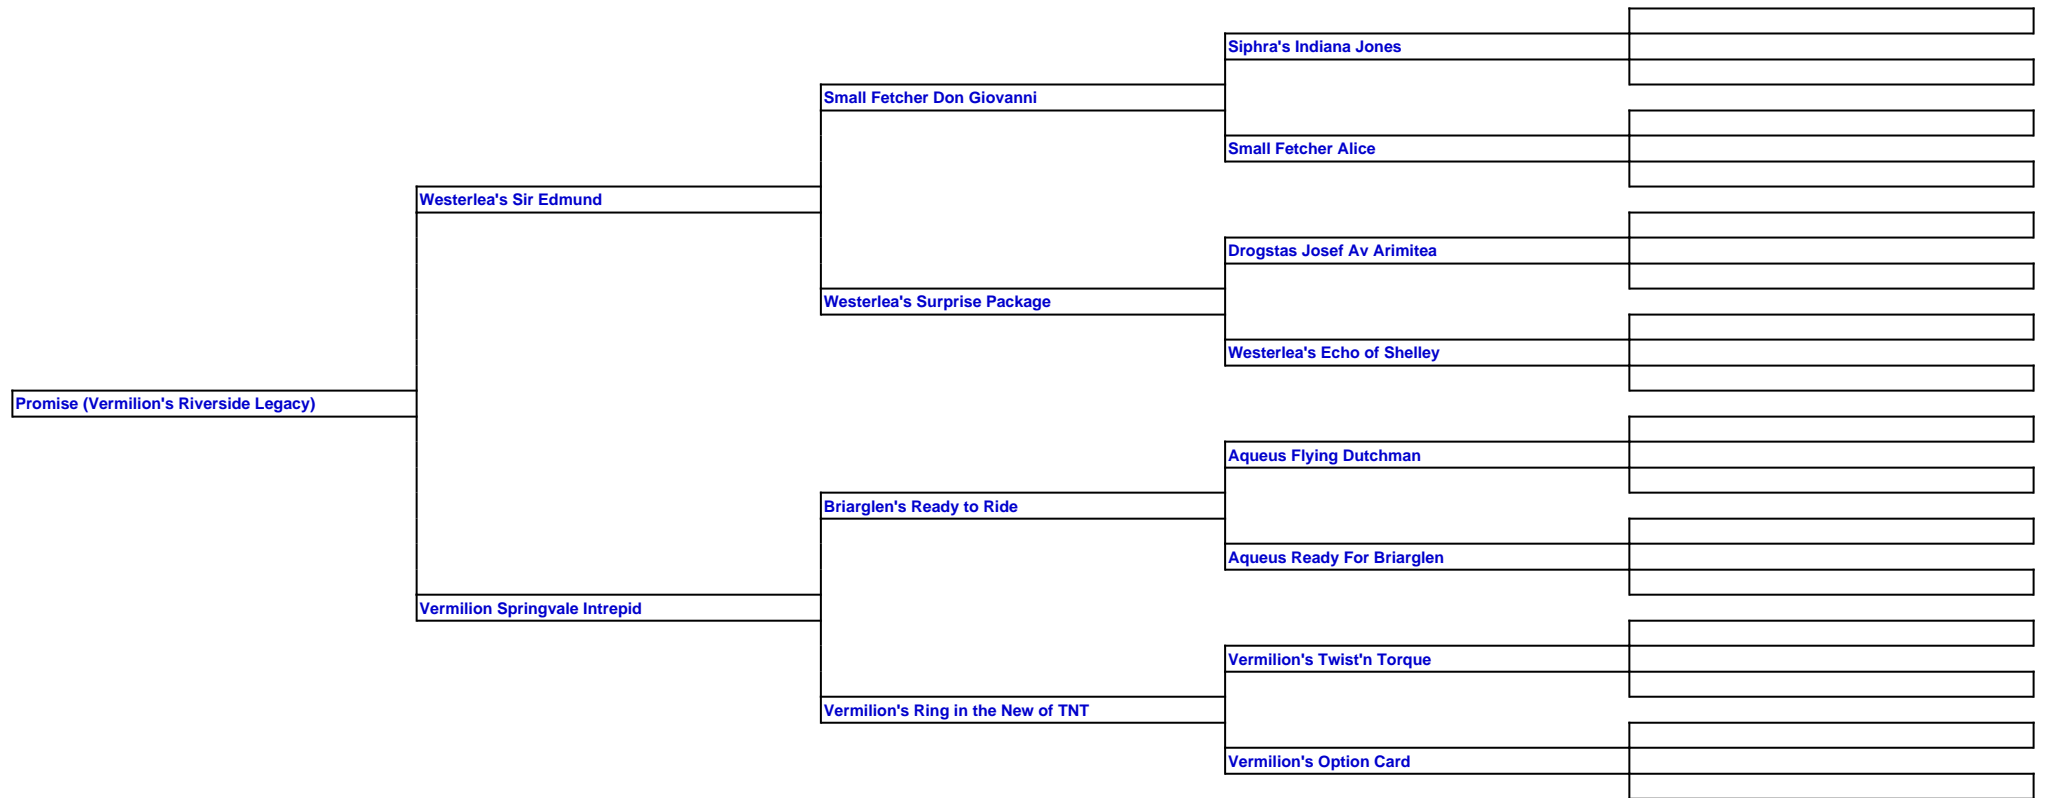 Siphra's Indiana Jones
Small Fetcher Don Giovanni
Small Fetcher Alice
Westerlea's Sir Edmund
Drogstas Josef Av Arimitea
Westerlea's Surprise Package
Westerlea's Echo of Shelley
Promise (Vermilion's Riverside Legacy)
Aqueus Flying Dutchman
Briarglen's Ready to Ride
Aqueus Ready For Briarglen
Vermilion Springvale Intrepid
Vermilion's Twist'n Torque
Vermilion's Ring in the New of TNT
Vermilion's Option Card